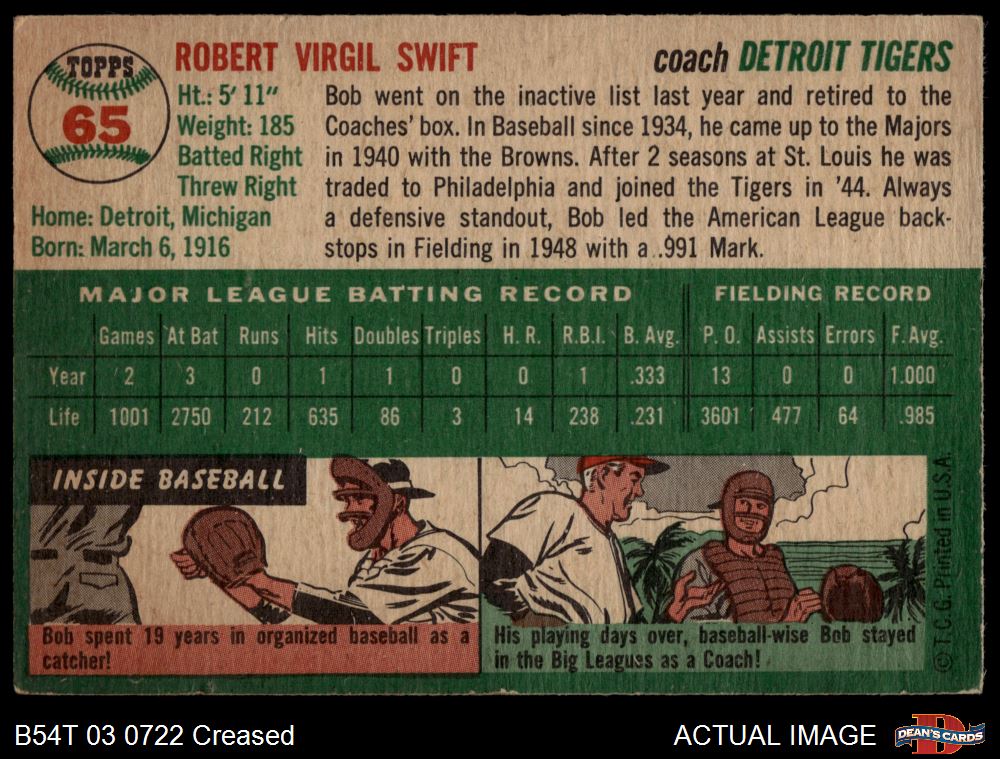 TOPPS
65
ROBERT VIRGIL SWIFT
coach DETROIT TIGERS
Ht.: 5' 11"
Weight: 185
Batted Right
Threw Right
Home: Detroit, Michigan
Born: March 6, 1916
Bob went on the inactive list last year and retired to the
Coaches' box. In Baseball since 1934, he came up to the Majors
in 1940 with the Browns. After 2 seasons at St. Louis he was
traded to Philadelphia and joined the Tigers in '44. Always
a defensive standout, Bob led the American League back-
stops in Fielding in 1948 with a .991 Mark.
MAJOR LEAGUE BATTING RECORD FIELDING RECORD
Games At Bat Runs Hits Doubles Triples H. R. R.B.I. B. Avg. P. O. Assists Errors F. Avg.
Year 2 3 0 1 1 0 0 1 .333 13 0 0 1.000
Life 1001 2750 212 635 86 3 14 238 .231 3601 477 64 .985
INSIDE BASEBALL
Bob spent 19 years in organized baseball as a
catcher!
His playing days over, baseball-wise Bob stayed
in the Big Leagues as a Coach!
© T. C. G. Printed in U.S.A.
B54T 03 0722 Creased
ACTUAL IMAGE
D
DEAN'S CARDS